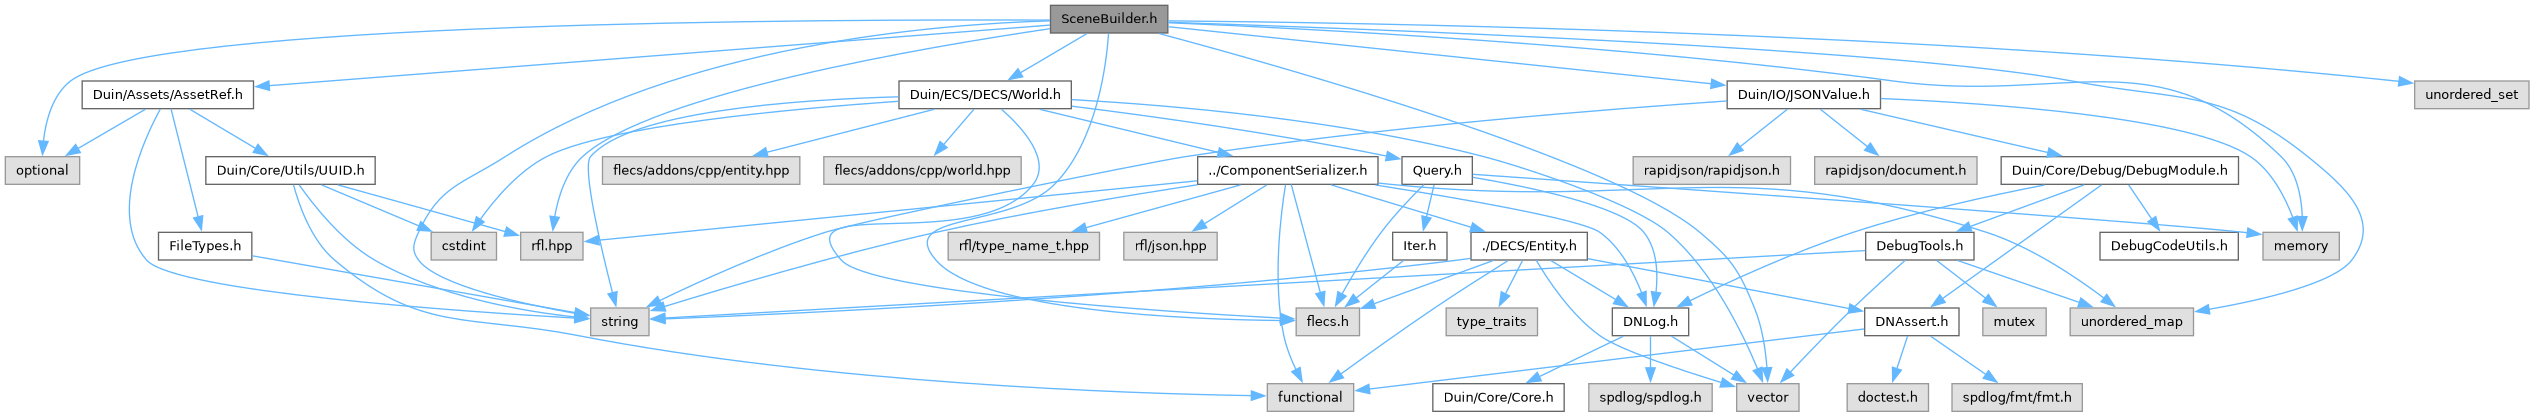 SceneBuilder.h
Duin/Assets/AssetRef.h
Duin/ECS/DECS/World.h
Duin/IO/JSONValue.h
unordered_set
optional
Duin/Core/Utils/UUID.h
flecs/addons/cpp/entity.hpp
flecs/addons/cpp/world.hpp
../ComponentSerializer.h
Query.h
rapidjson/rapidjson.h
rapidjson/document.h
Duin/Core/Debug/DebugModule.h
FileTypes.h
cstdint
rfl.hpp
rfl/type_name_t.hpp
rfl/json.hpp
Iter.h
./DECS/Entity.h
DebugTools.h
DebugCodeUtils.h
memory
string
flecs.h
type_traits
DNLog.h
DNAssert.h
mutex
unordered_map
functional
Duin/Core/Core.h
spdlog/spdlog.h
vector
doctest.h
spdlog/fmt/fmt.h